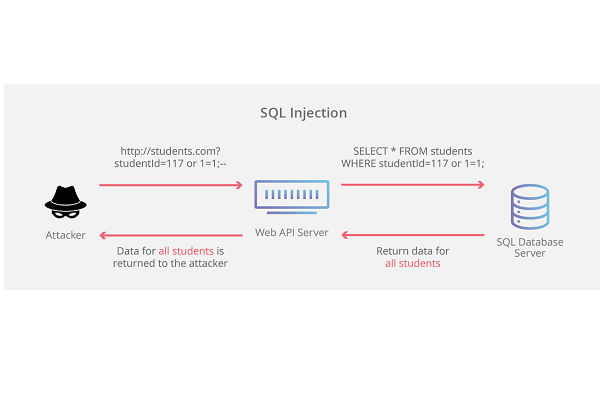 SQL Injection
http://students.com?
studentId=117 or 1=1;--
SELECT * FROM students
WHERE studentId=117 or 1=1;
Attacker
Web API Server
SQL Database
Server
Data for all students is
returned to the attacker
Return data for
all students